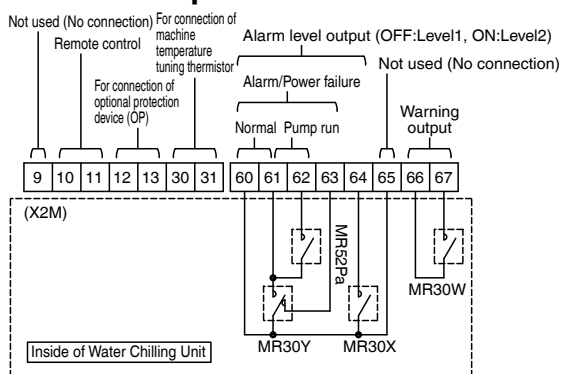 Not used (No connection)
Remote control
For connection of
optional protection
device (OP)
For connection of
machine
temperature
tuning thermistor
Alarm level output (OFF:Level1, ON:Level2)
Alarm/Power failure
Normal
Pump run
Not used (No connection)
Warning
output
9 10 11 12 13 30 31 60 61 62 63 64 65 66 67
(X2M)
MR52Pa
MR30W
MR30Y
MR30X
Inside of Water Chilling Unit